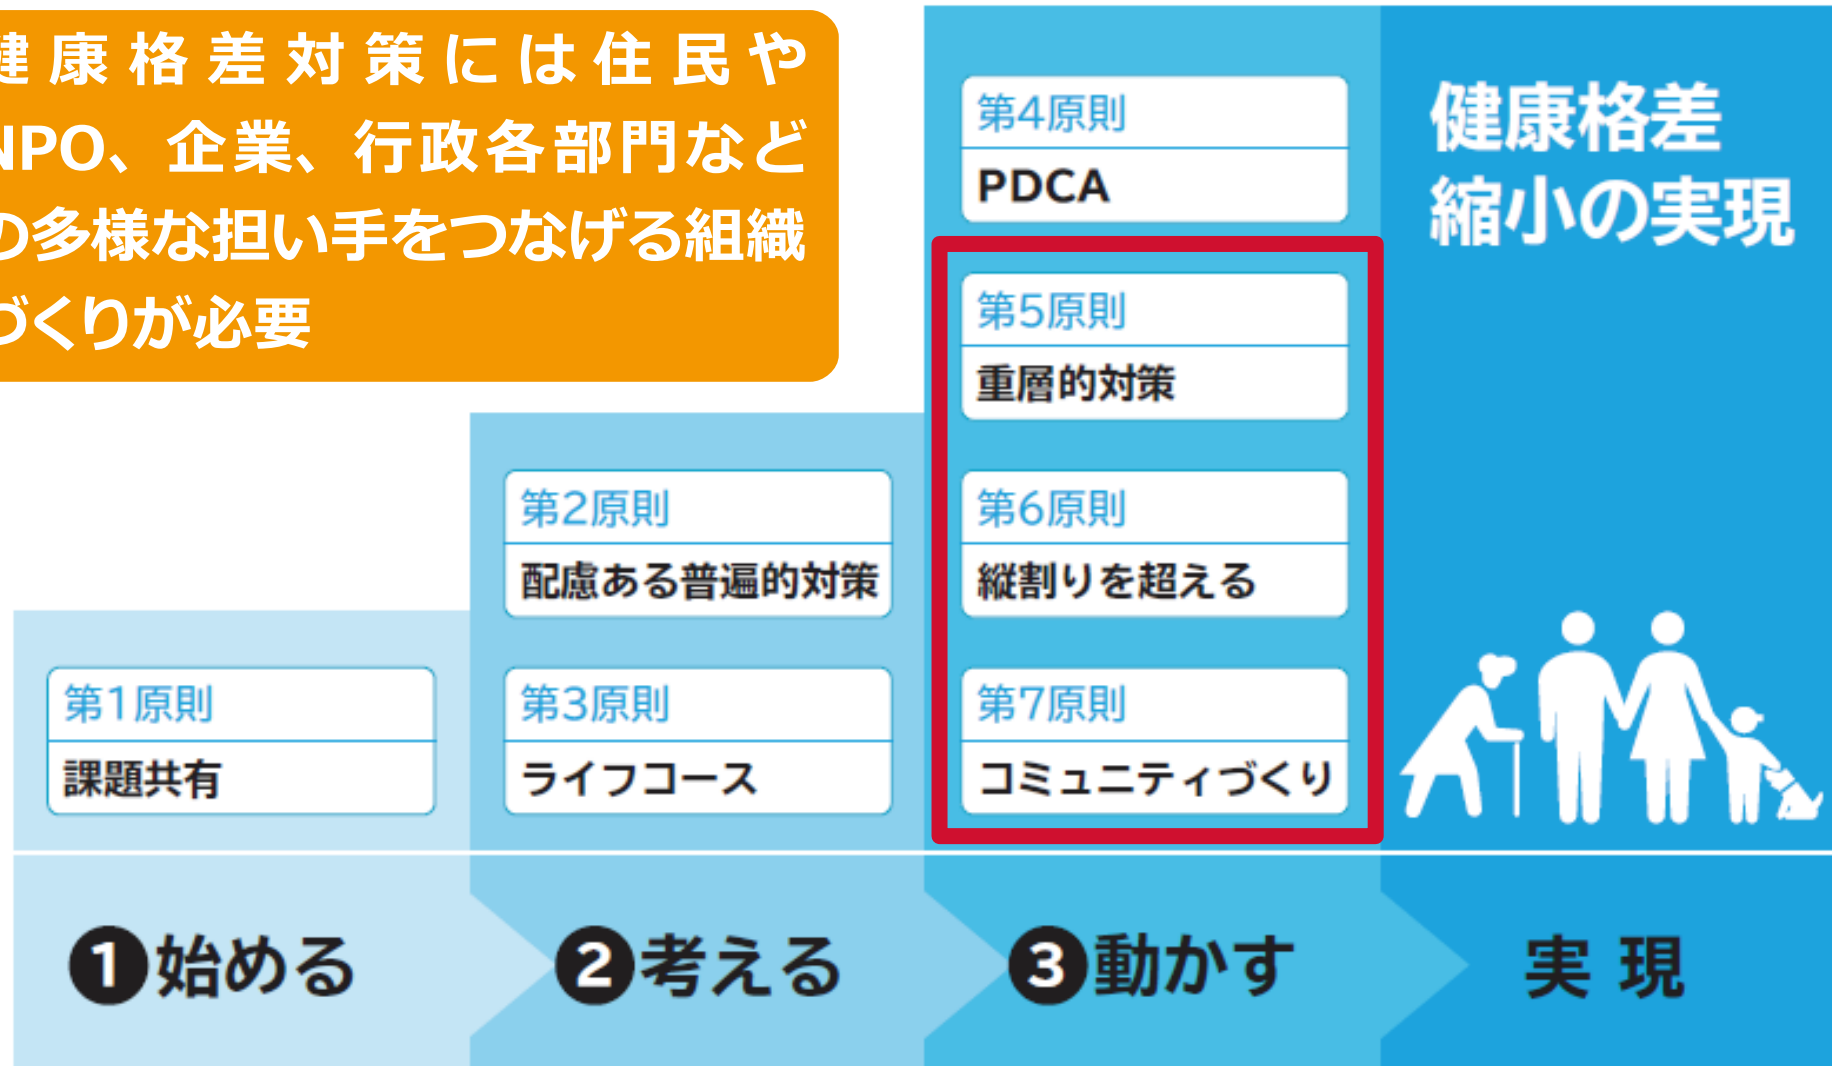 健康格差対策には住民や
NPO、企業、行政各部門など
の多様な担い手をつなげる組織
づくりが必要
第4原則
PDCA
健康格差
縮小の実現
第5原則
重層的対策
第2原則
配慮ある普遍的対策
第6原則
縦割りを超える
第1原則
課題共有
第3原則
ライフコース
第7原則
コミュニティづくり
❶始める
❷考える
❸動かす
実現